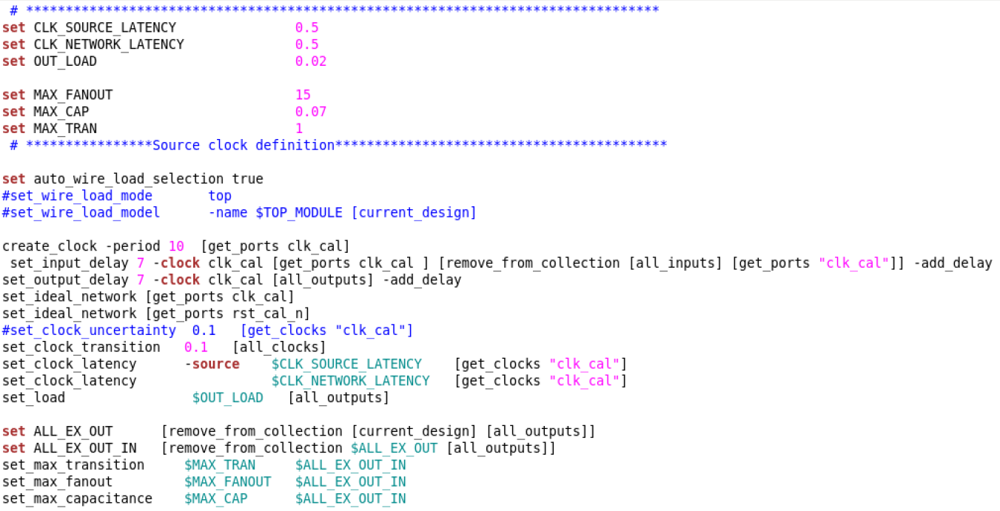 # ********************************************************************************
set CLK_SOURCE_LATENCY 0.5
set CLK_NETWORK_LATENCY 0.5
set OUT_LOAD 0.02
set MAX_FANOUT 15
set MAX_CAP 0.07
set MAX_TRAN 1
# ****************Source clock definition******************************************
set auto_wire_load_selection true
#set_wire_load_mode top
#set_wire_load_model -name $TOP_MODULE [current_design]
create_clock -period 10 [get_ports clk_cal]
set_input_delay 7 -clock clk_cal [get_ports clk_cal ] [remove_from_collection [all_inputs] [get_ports "clk_cal"]] -add_delay
set_output_delay 7 -clock clk_cal [all_outputs] -add_delay
set_ideal_network [get_ports clk_cal]
set_ideal_network [get_ports rst_cal_n]
#set_clock_uncertainty 0.1 [get_clocks "clk_cal"]
set_clock_transition 0.1 [all_clocks]
set_clock_latency -source $CLK_SOURCE_LATENCY [get_clocks "clk_cal"]
set_clock_latency $CLK_NETWORK_LATENCY [get_clocks "clk_cal"]
set_load $OUT_LOAD [all_outputs]
set ALL_EX_OUT [remove_from_collection [current_design] [all_outputs]]
set ALL_EX_OUT_IN [remove_from_collection $ALL_EX_OUT [all_outputs]]
set_max_transition $MAX_TRAN $ALL_EX_OUT_IN
set_max_fanout $MAX_FANOUT $ALL_EX_OUT_IN
set_max_capacitance $MAX_CAP $ALL_EX_OUT_IN